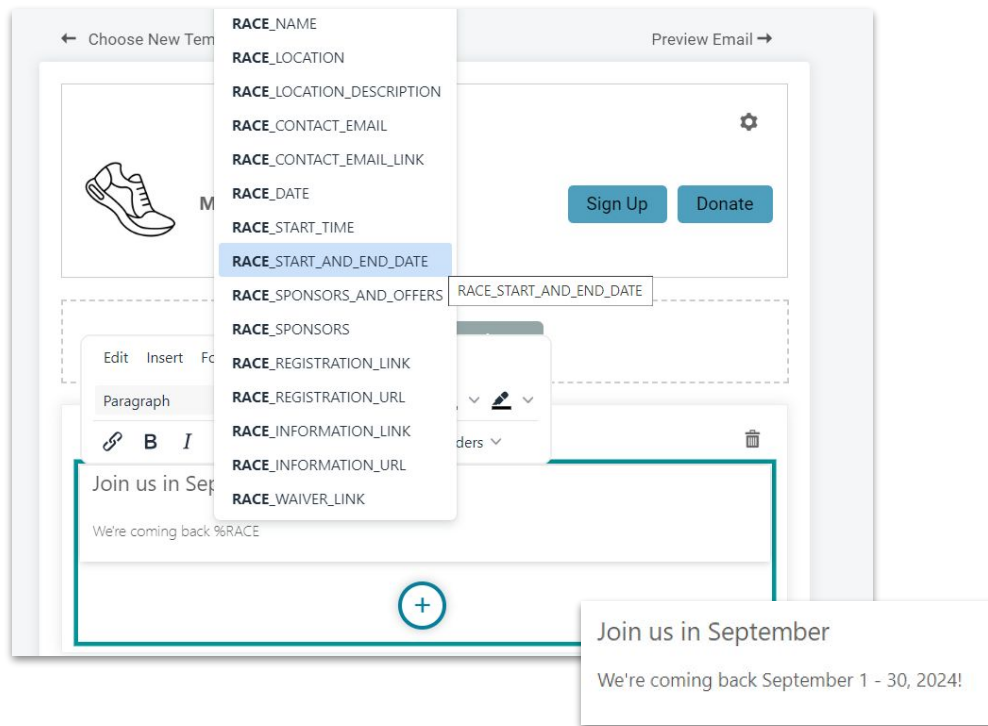 ← Choose New Tem
Preview Email →
M
Sign Up
Donate
RACE_NAME
RACE_LOCATION
RACE_LOCATION_DESCRIPTION
RACE_CONTACT_EMAIL
RACE_CONTACT_EMAIL_LINK
RACE_DATE
RACE_START_TIME
RACE_START_AND_END_DATE
RACE_SPONSORS_AND_OFFERS
RACE_SPONSORS
RACE_REGISTRATION_LINK
RACE_REGISTRATION_URL
RACE_INFORMATION_LINK
RACE_INFORMATION_URL
RACE_WAIVER_LINK
RACE_START_AND_END_DATE
Edit Insert Fo
Paragraph
B I
ders
Join us in Sep
We're coming back %RACE
Join us in September
We're coming back September 1 - 30, 2024!